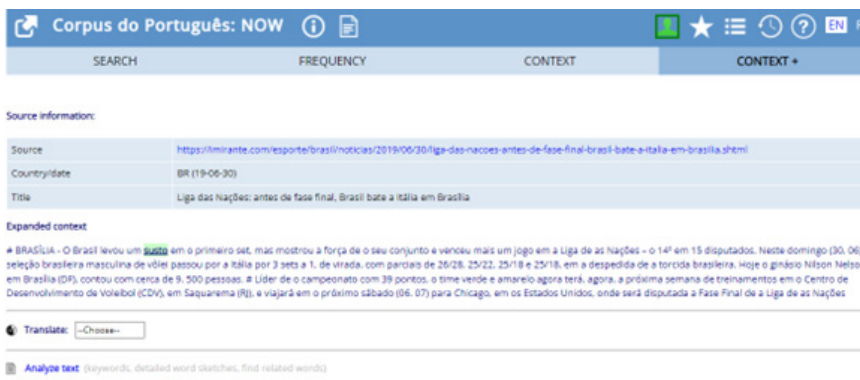 Corpus do Português: NOW
EN
SEARCH FREQUENCY CONTEXT CONTEXT +
Source information:
Source https://imirante.com/esporte/brasil/noticias/2019/06/30/liga-das-nacoes-antes-de-fase-final-brasil-bate-a-italia-em-brasilia.shtml
Country/date BR (19-06-30)
Title Liga das Nações: antes de fase final, Brasil bate a Itália em Brasília
Expanded context
# BRASÍLIA - O Brasil levou um susto em o primeiro set, mas mostrou a força de o seu conjunto e venceu mais um jogo em a Liga de as Nações – o 14º em 15 disputados. Neste domingo (30. 06)
seleção brasileira masculina de vôlei passou por a Itália por 3 sets a 1, de virada, com parciais de 26/28, 25/22, 25/18 e 25/18, em a despedida de a torcida brasileira. Hoje o ginásio Nilson Nelso
em Brasília (DF), contou com cerca de 9. 500 pessoas. # Líder de o campeonato com 39 pontos, o time verde e amarelo agora terá, agora, a próxima semana de treinamentos em o Centro de
Desenvolvimento de Voleibol (CDV), em Saquarema (RJ), e viajará em o próximo sábado (06. 07) para Chicago, em os Estados Unidos, onde será disputada a Fase Final de a Liga de as Nações
Translate: --Choose--
Analyze text (keywords, detailed word sketches, find related words)